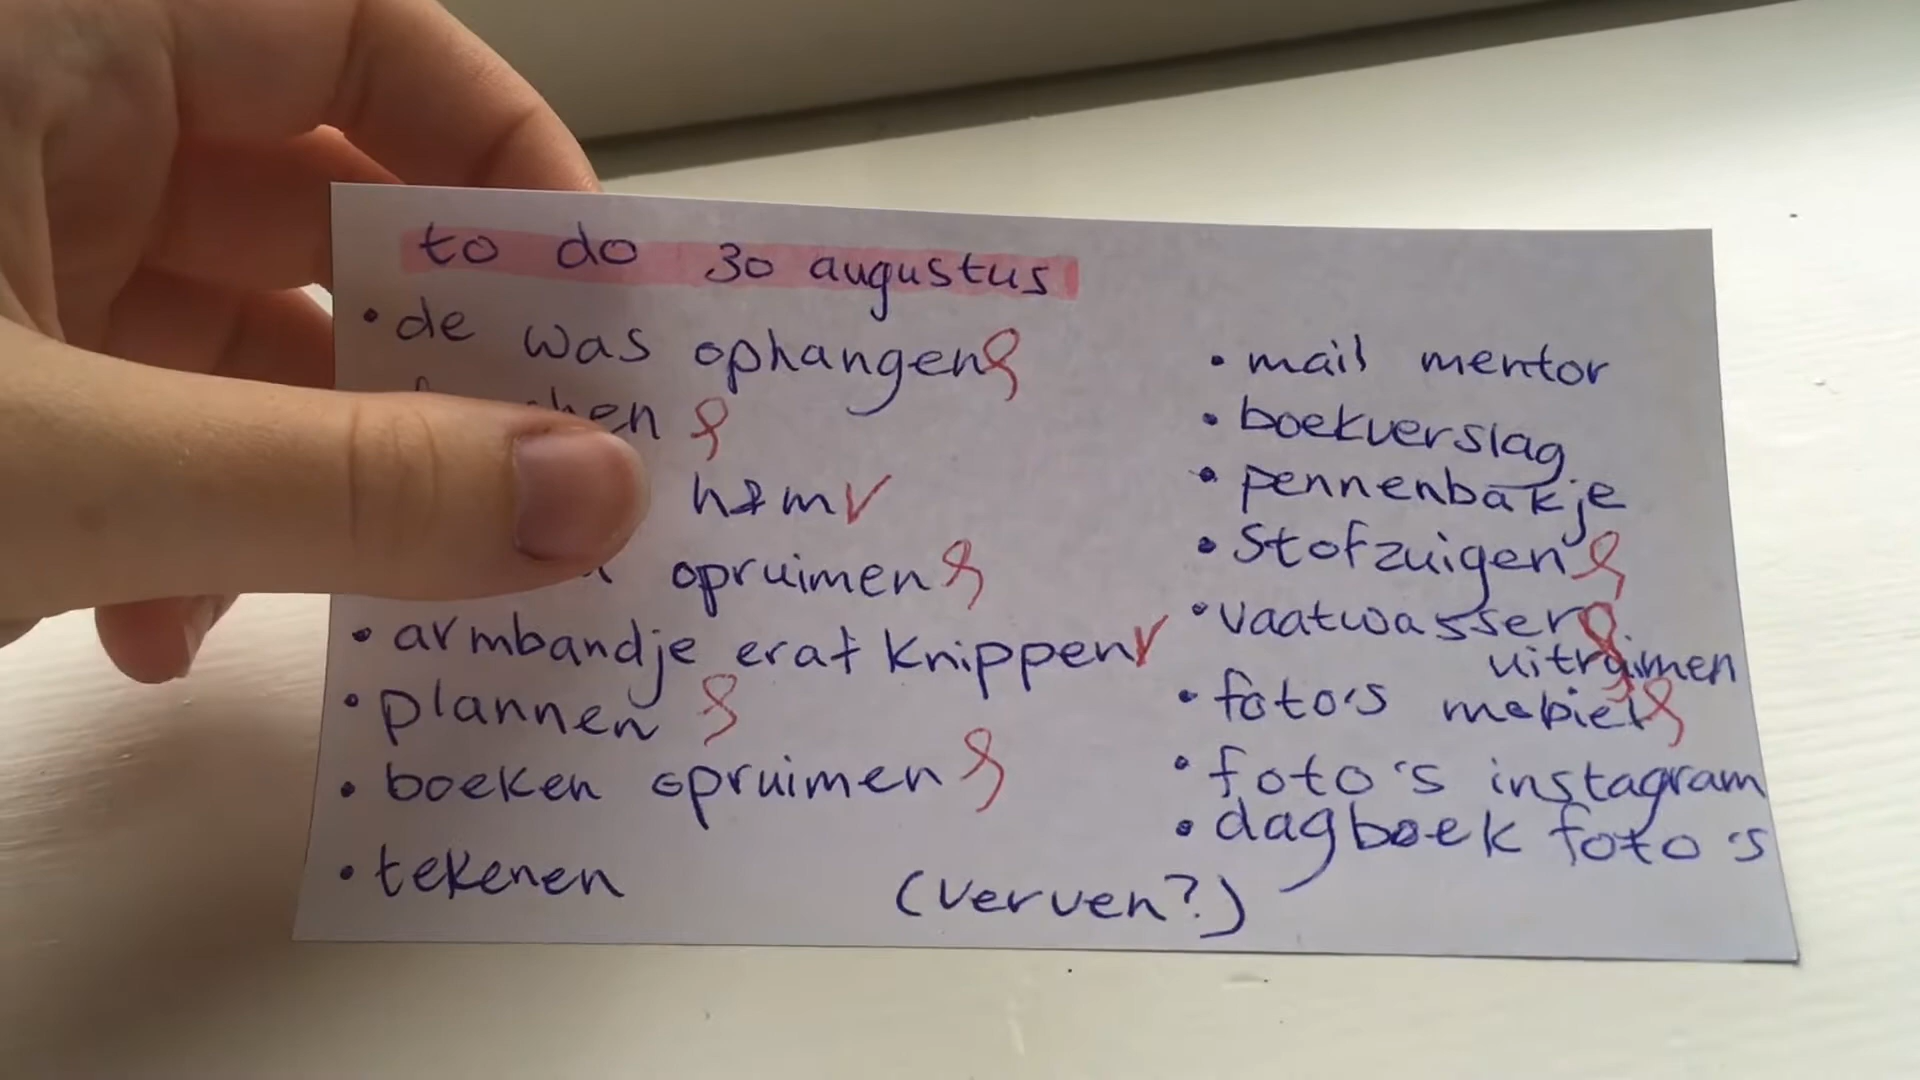 to do 30 augustus
• de was ophangen
h&m
opruimen
• armbandje eraf knippen
• plannen
• boeken opruimen
• tekenen
(verven?)
• mail mentor
• boekverslag
• pennenbakje
• stofzuigen
• vaatwasser
uitruimen
• foto's mobiel
• foto's instagram
• dagboek foto's